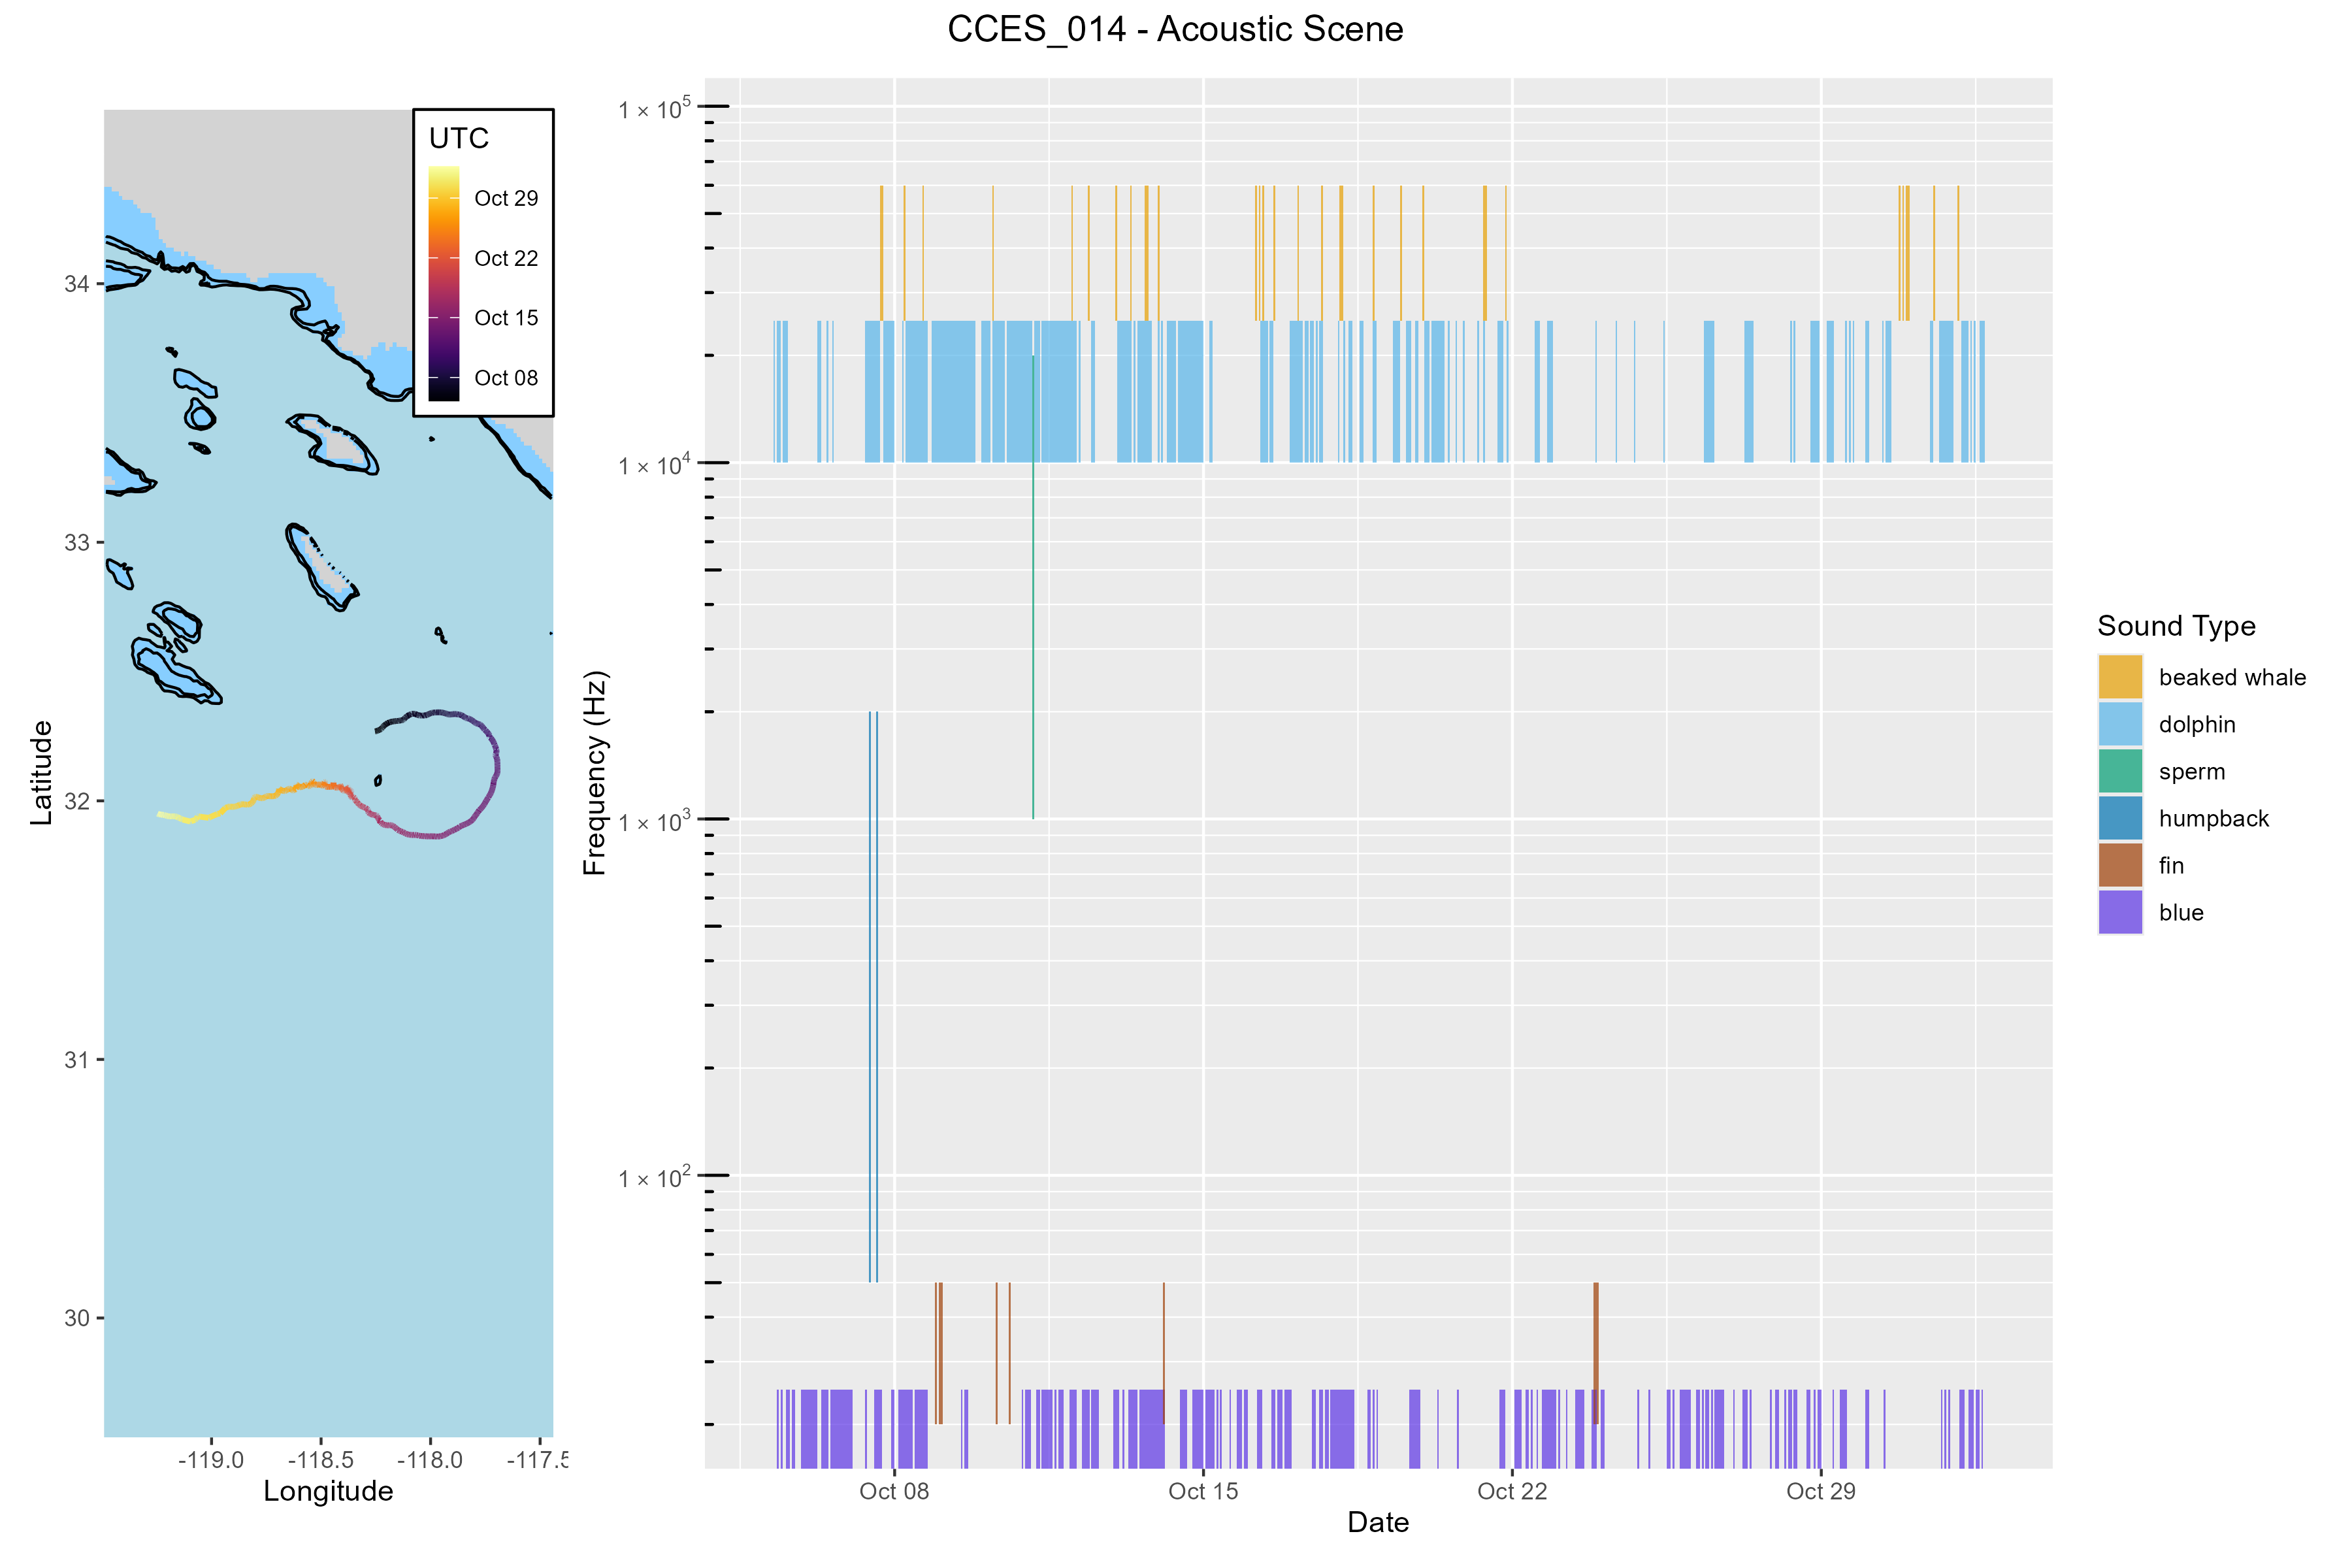 CCES_014 - Acoustic Scene
UTC
Oct 29
Oct 22
Oct 15
Oct 08
34
33
32
31
30
Latitude
-119.0 -118.5 -118.0 -117.5
Longitude
1 × 10⁵
1 × 10⁴
1 × 10³
1 × 10²
Frequency (Hz)
Oct 08 Oct 15 Oct 22 Oct 29
Date
Sound Type
beaked whale
dolphin
sperm
humpback
fin
blue